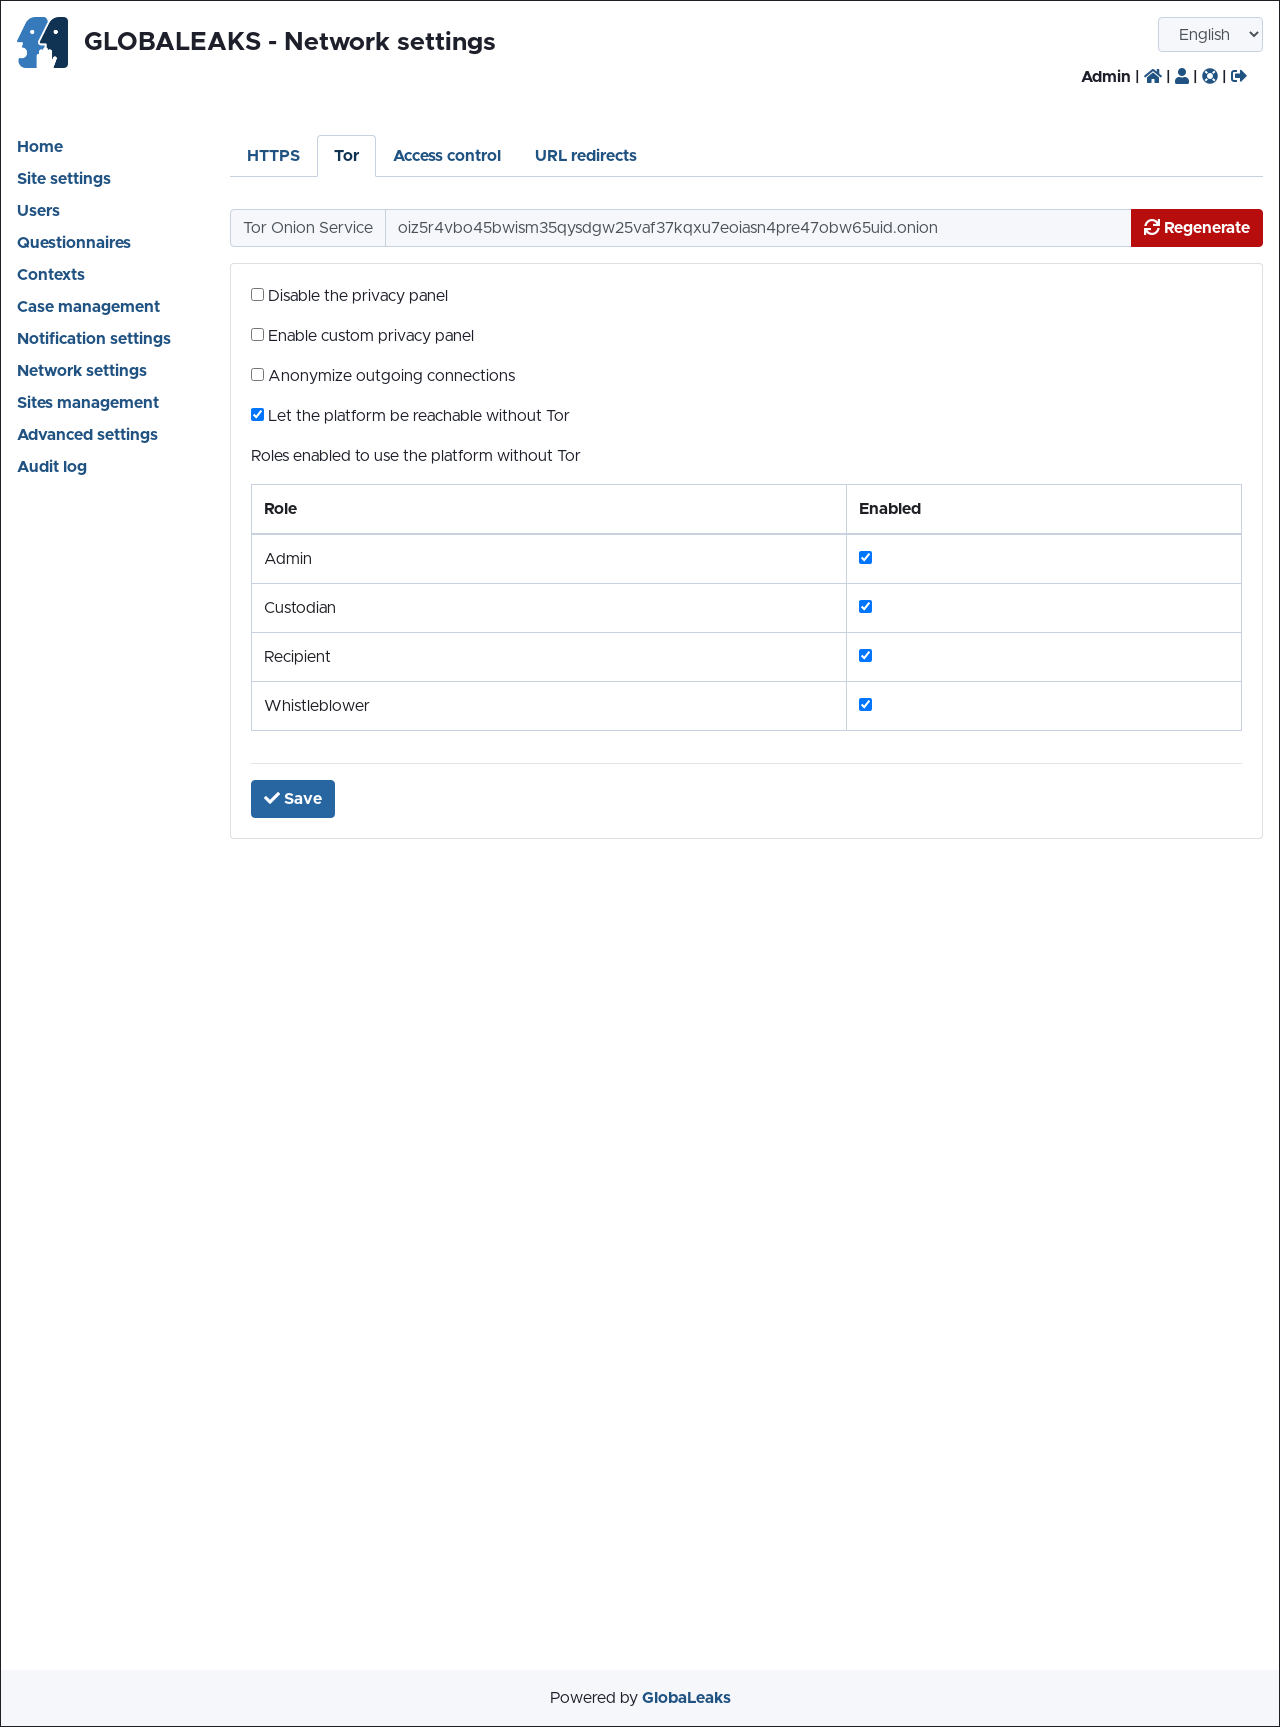 GLOBALEAKS - Network settings
English
Admin | | | |
Home
Site settings
Users
Questionnaires
Contexts
Case management
Notification settings
Network settings
Sites management
Advanced settings
Audit log
HTTPS Tor Access control URL redirects
Tor Onion Service oiz5r4vbo45bwism35qysdgw25vaf37kqxu7eoiasn4pre47obw65uid.onion Regenerate
Disable the privacy panel
Enable custom privacy panel
Anonymize outgoing connections
Let the platform be reachable without Tor
Roles enabled to use the platform without Tor
Role Enabled
Admin
Custodian
Recipient
Whistleblower
Save
Powered by GlobaLeaks